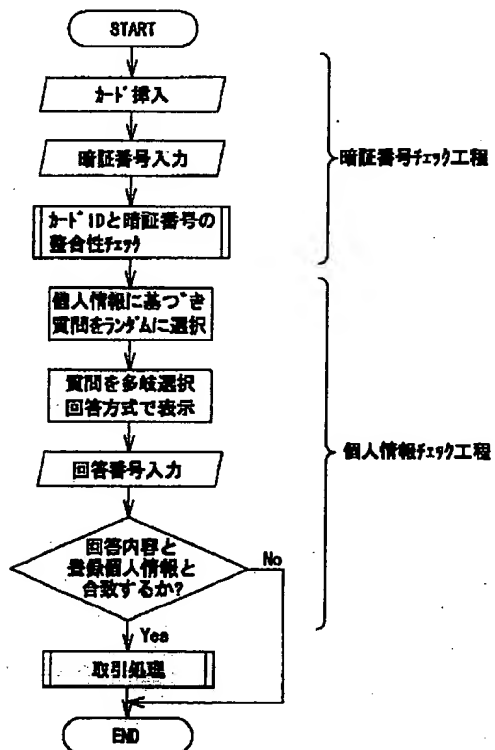 START
カード挿入
暗証番号入力
暗証番号チェック工程
カードIDと暗証番号の
整合性チェック
個人情報に基づき
質問をランダムに選択
質問を多岐選択
回答方式で表示
個人情報チェック工程
回答番号入力
回答内容と
登録個人情報と
合致するか?
No
Yes
取引処理
END